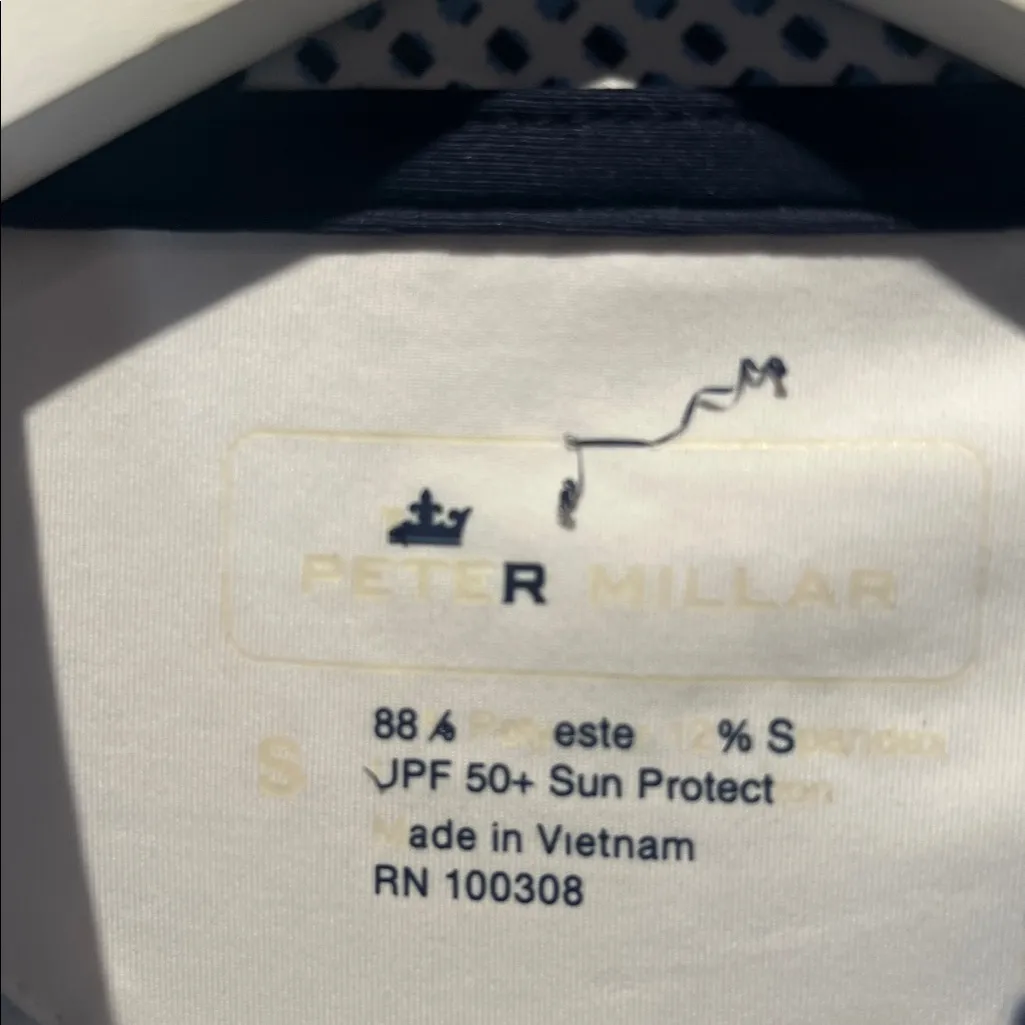 PETER MILLAR
S
88% Polyester 12% Spandex
UPF 50+ Sun Protection
Made in Vietnam
RN 100308